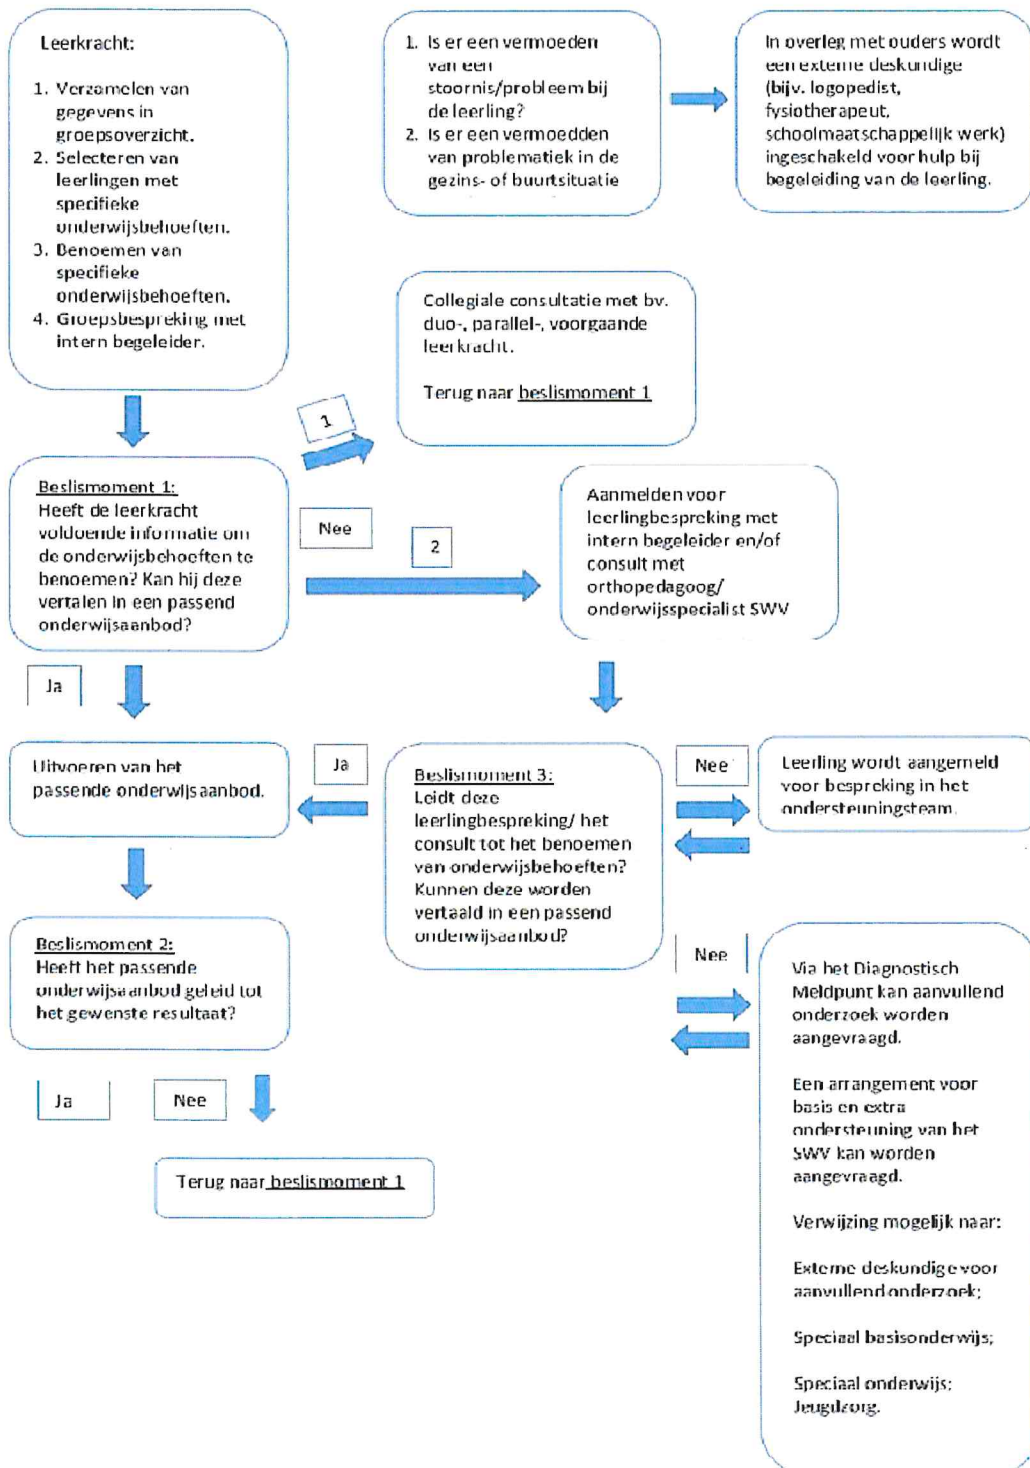 Leerkracht:
1. Verzamelen van
gegevens in
groepsoverzicht.
2. Selecteren van
leerlingen met
specifieke
onderwijsbehoeften.
3. Benoemen van
specifieke
onderwijsbehoeften.
4. Groepsbespreking met
intern begeleider.
1. Is er een vermoeden
van een
stoornis/probleem bij
de leerling?
2. Is er een vermoedden
van problematiek in de
gezins- of buurtsituatie
In overleg met ouders wordt
een externe deskundige
(bijv. logopedist,
fysiotherapeut,
schoolmaatschappelijk werk)
ingeschakeld voor hulp bij
begeleiding van de leerling.
Collegiale consultatie met bv.
duo-, parallel-, voorgaande
leerkracht.
Terug naar beslismoment 1
1
Beslismoment 1:
Heeft de leerkracht
voldoende informatie om
de onderwijsbehoeften te
benoemen? Kan hij deze
vertalen in een passend
onderwijsaanbod?
Nee
2
Aanmelden voor
leerlingbespreking met
intern begeleider en/of
consult met
orthopedagoog/
onderwijsspecialist SWV
Ja
Uitvoeren van het
passende onderwijsaanbod.
Ja
Beslismoment 3:
Leidt deze
leerlingbespreking/ het
consult tot het benoemen
van onderwijsbehoeften?
Kunnen deze worden
vertaald in een passend
onderwijsaanbod?
Nee
Leerling wordt aangemeld
voor bespreking in het
ondersteuningsteam.
Beslismoment 2:
Heeft het passende
onderwijsaanbod geleid tot
het gewenste resultaat?
Nee
Via het Diagnostisch
Meldpunt kan aanvullend
onderzoek worden
aangevraagd.
Een arrangement voor
basis en extra
ondersteuning van het
SWV kan worden
aangevraagd.
Verwijzing mogelijk naar:
Externe deskundige voor
aanvullend onderzoek;
Speciaal basisonderwijs;
Speciaal onderwijs;
Jeugdzorg.
Ja
Nee
Terug naar beslismoment 1